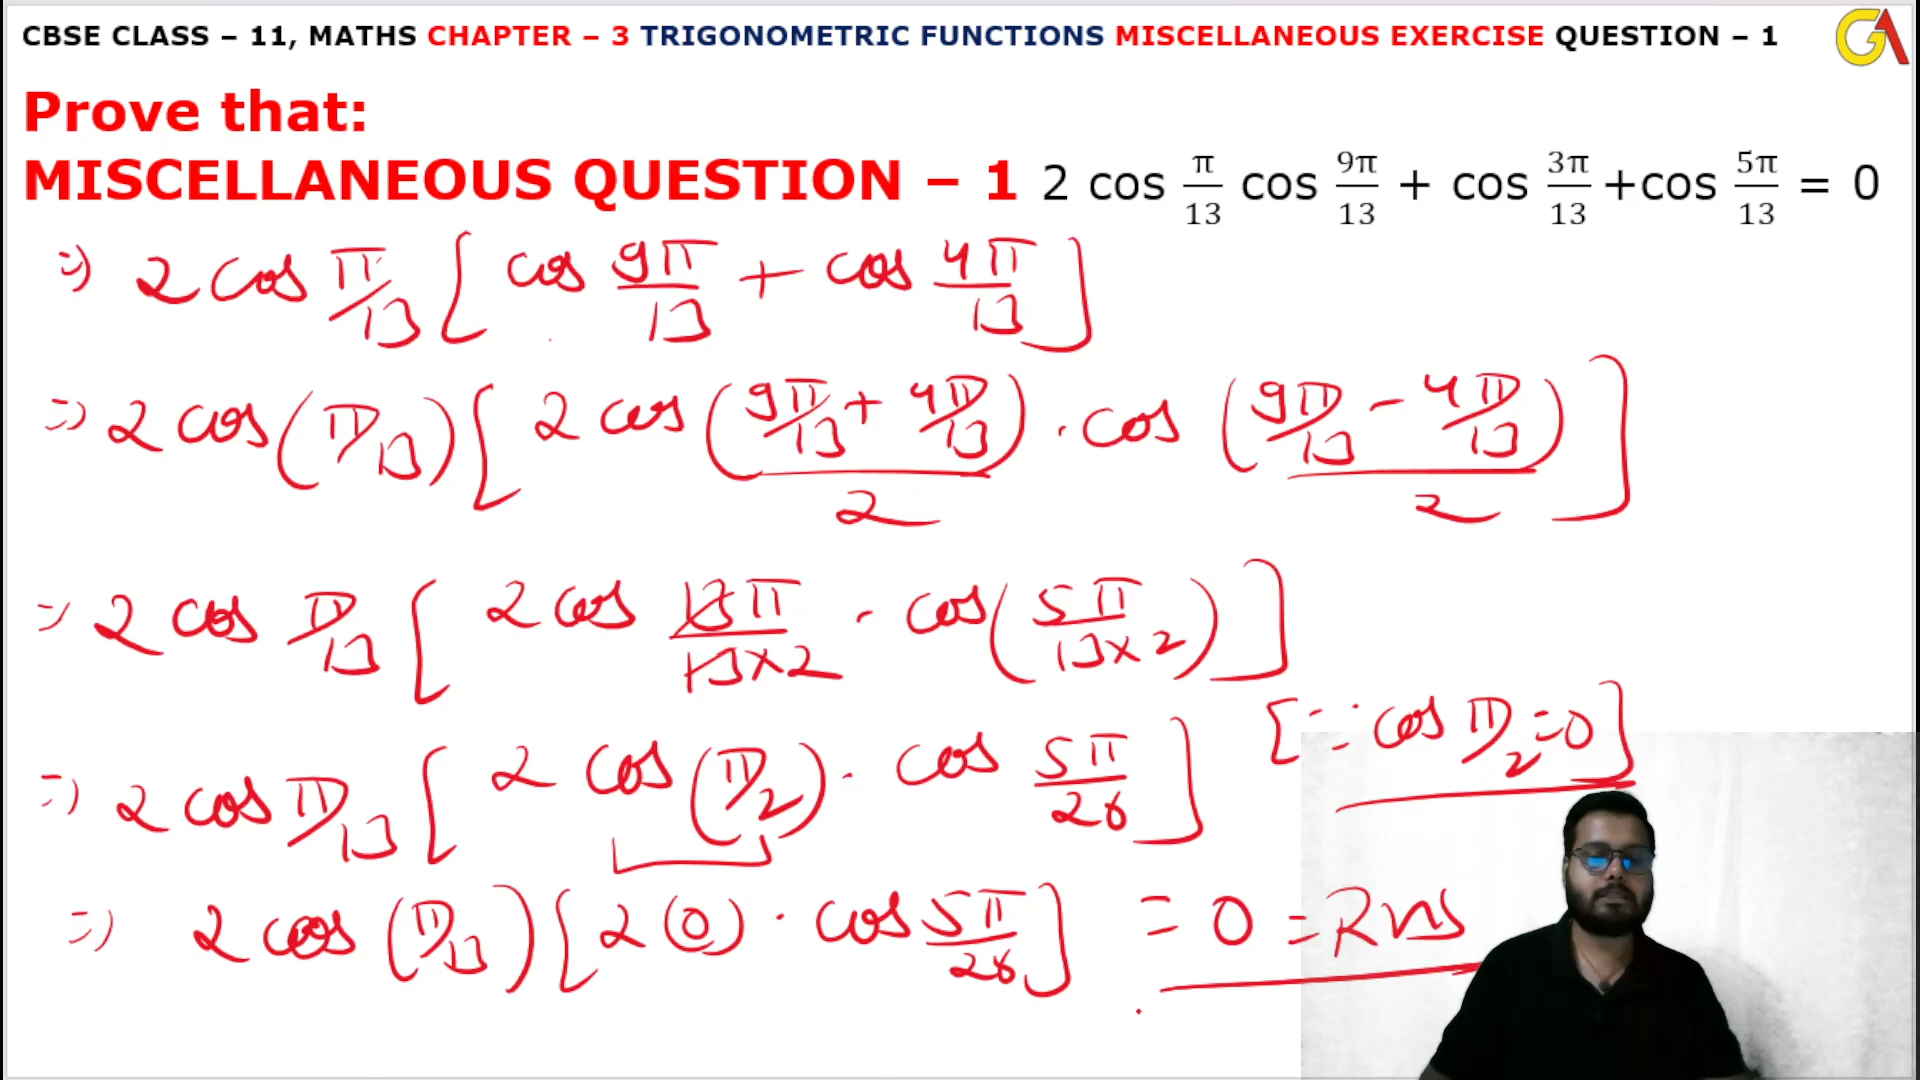 CBSE CLASS – 11, MATHS CHAPTER – 3 TRIGONOMETRIC FUNCTIONS MISCELLANEOUS EXERCISE QUESTION – 1
GA
Prove that:
MISCELLANEOUS QUESTION – 1 2 cos π/13 cos 9π/13 + cos 3π/13 +cos 5π/13 = 0
⇒ 2 cos π/13 [ cos 9π/13 + cos 4π/13 ]
⇒ 2 cos (π/13) [ 2 cos (9π/13 + 4π/13)/2 · cos (9π/13 − 4π/13)/2 ]
⇒ 2 cos π/13 [ 2 cos 13π/13×2 · cos (5π/13×2) ]
⇒ 2 cos π/13 [ 2 cos (π/2) · cos 5π/26 ] [∵ cos π/2 = 0]
⇒ 2 cos (π/13) [ 2 (0) · cos 5π/26 ] = 0 = RHS